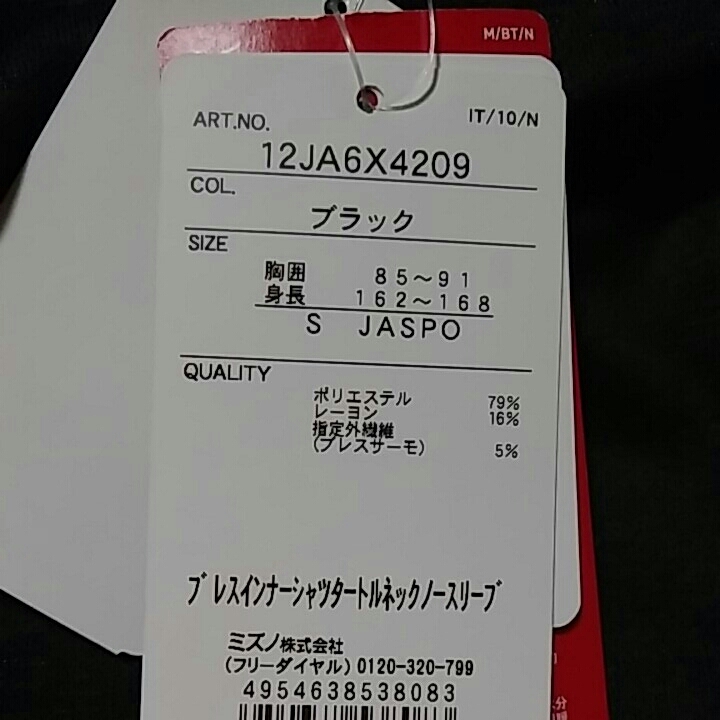 M/BT/N
ART.NO.
IT/10/N
12JA6X4209
COL.
ブラック
SIZE
胸囲 85~91
身長 162~168
S JASPO
QUALITY
ポリエステル 79%
レーヨン 16%
指定外繊維
(ブレスサーモ) 5%
ブレスインナーシャツタートルネックノースリーブ
ミズノ株式会社
(フリーダイヤル) 0120-320-799
4954638538083